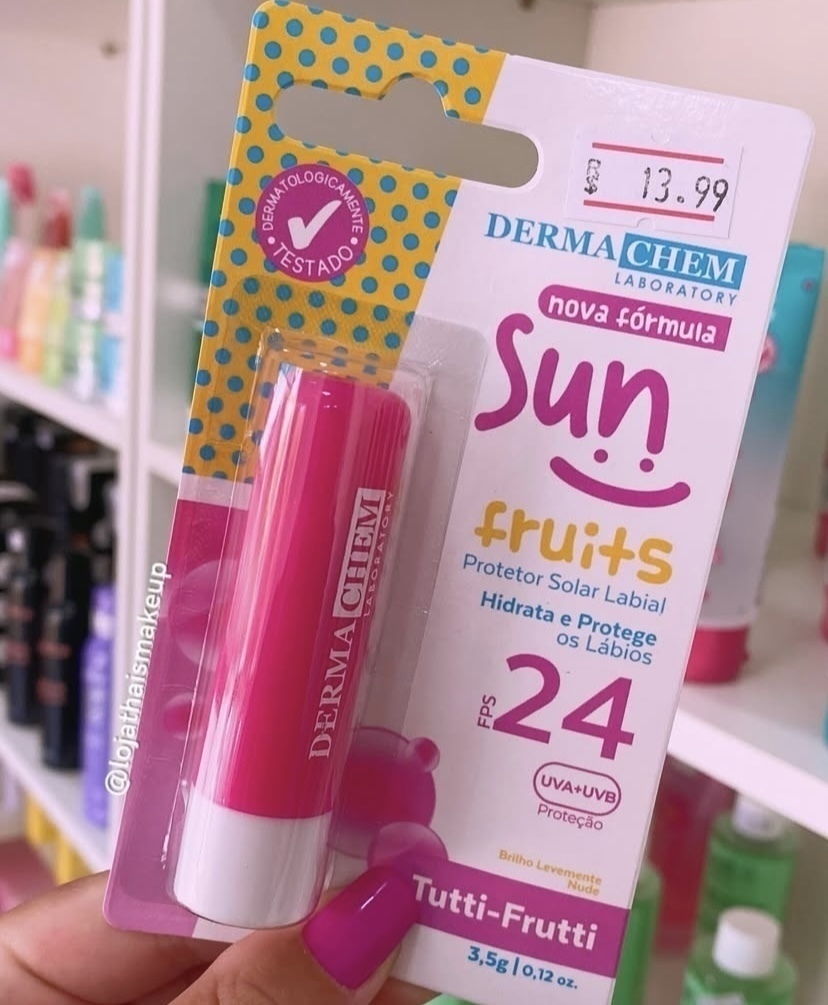 DERMATOLOGICAMENTE
TESTADO
13.99
DERMACHEM
LABORATORY
nova fórmula
Sun
fruits
Protetor Solar Labial
Hidrata e Protege
os Lábios
FPS 24
UVA+UVB
Proteção
Brilho Levemente
Nude
Tutti-Frutti
3,5g | 0,12 oz.
DERMACHEM
LABORATORY
@lojathaismakeup